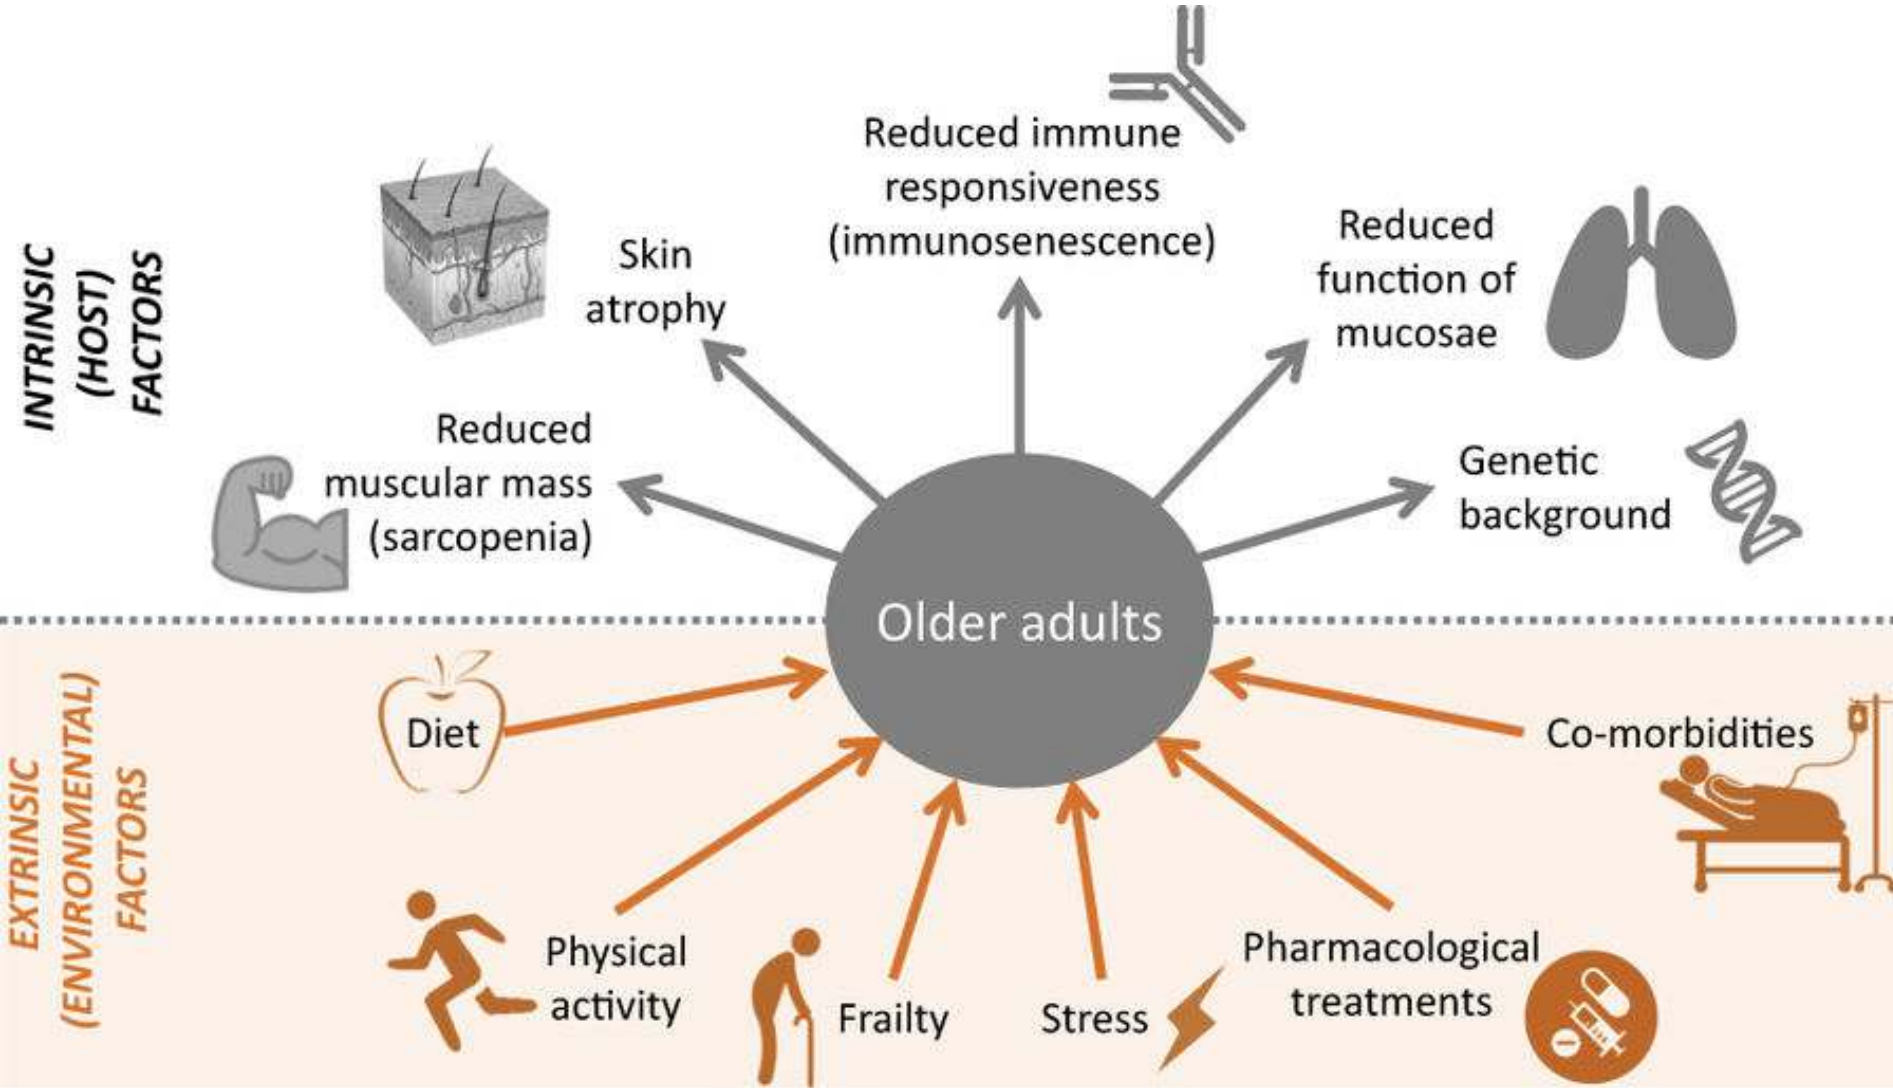 INTRINSIC
(HOST)
FACTORS
Reduced immune
responsiveness
(immunosenescence)
Skin
atrophy
Reduced
function of
mucosae
Reduced
muscular mass
(sarcopenia)
Genetic
background
Older adults
EXTRINSIC
(ENVIRONMENTAL)
FACTORS
Diet
Co-morbidities
Physical
activity
Frailty
Stress
Pharmacological
treatments